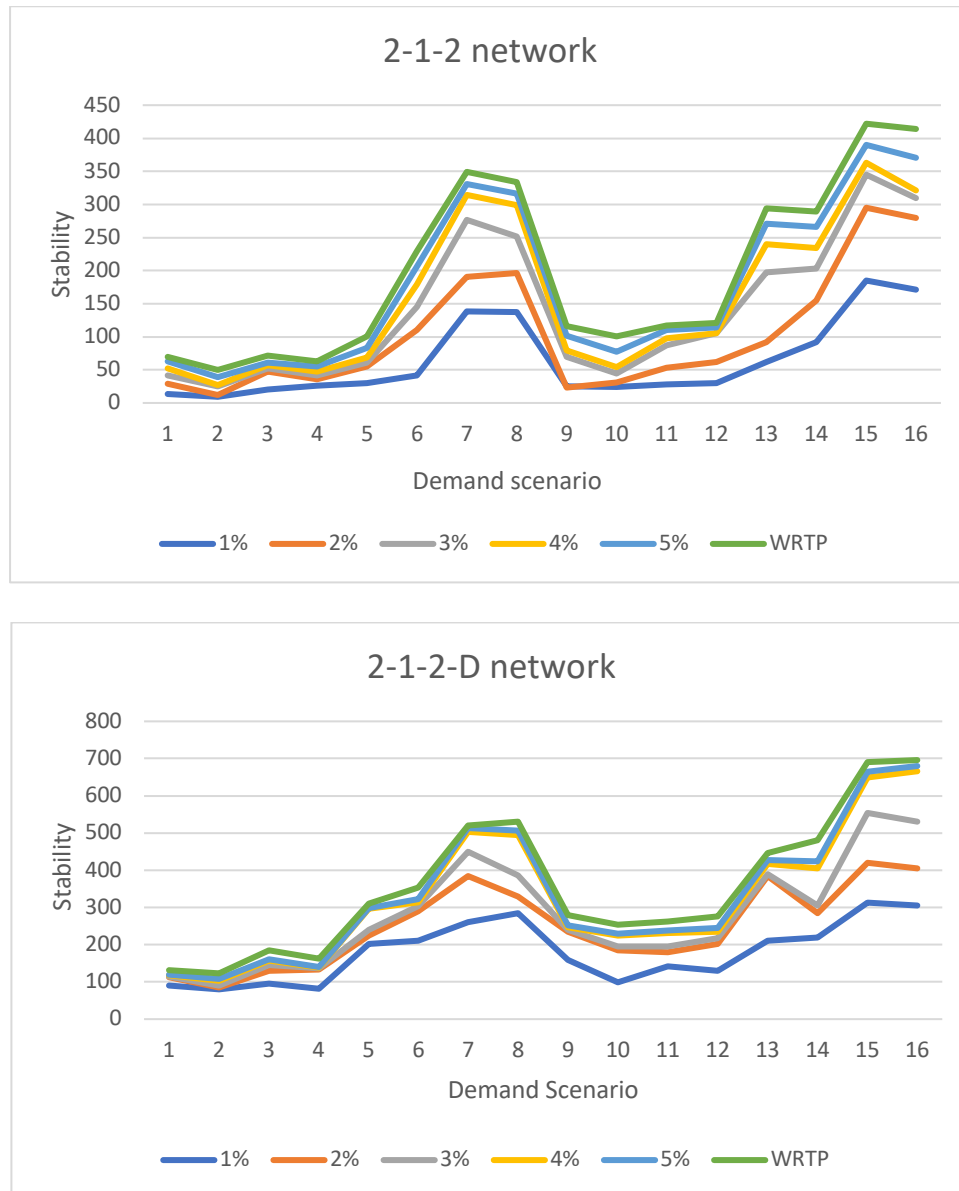 2-1-2 network
450
400
350
300
250
200
150
100
50
0
Stability
1 2 3 4 5 6 7 8 9 10 11 12 13 14 15 16
Demand scenario
1% 2% 3% 4% 5% WRTP
2-1-2-D network
800
700
600
500
400
300
200
100
0
Stability
1 2 3 4 5 6 7 8 9 10 11 12 13 14 15 16
Demand Scenario
1% 2% 3% 4% 5% WRTP